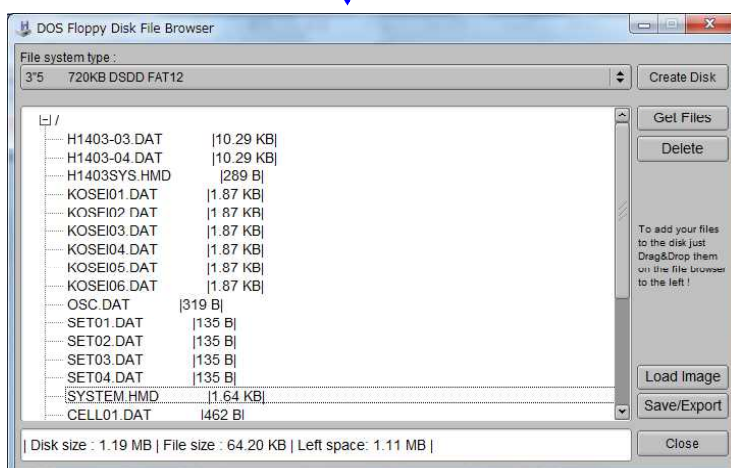 DOS Floppy Disk File Browser
File system type :
3"5 720KB DSDD FAT12
Create Disk
/
H1403-03.DAT |10.29 KB|
H1403-04.DAT |10.29 KB|
H1403SYS.HMD |289 B|
KOSEI01.DAT |1.87 KB|
KOSEI02.DAT |1.87 KB|
KOSEI03.DAT |1.87 KB|
KOSEI04.DAT |1.87 KB|
KOSEI05.DAT |1.87 KB|
KOSEI06.DAT |1.87 KB|
OSC.DAT |319 B|
SET01.DAT |135 B|
SET02.DAT |135 B|
SET03.DAT |135 B|
SET04.DAT |135 B|
SYSTEM.HMD |1.64 KB|
CELL01.DAT |462 B|
Get Files
Delete
To add your files
to the disk just
Drag&Drop them
on the file browser
to the left !
Load Image
Save/Export
| Disk size : 1.19 MB | File size : 64.20 KB | Left space: 1.11 MB |
Close